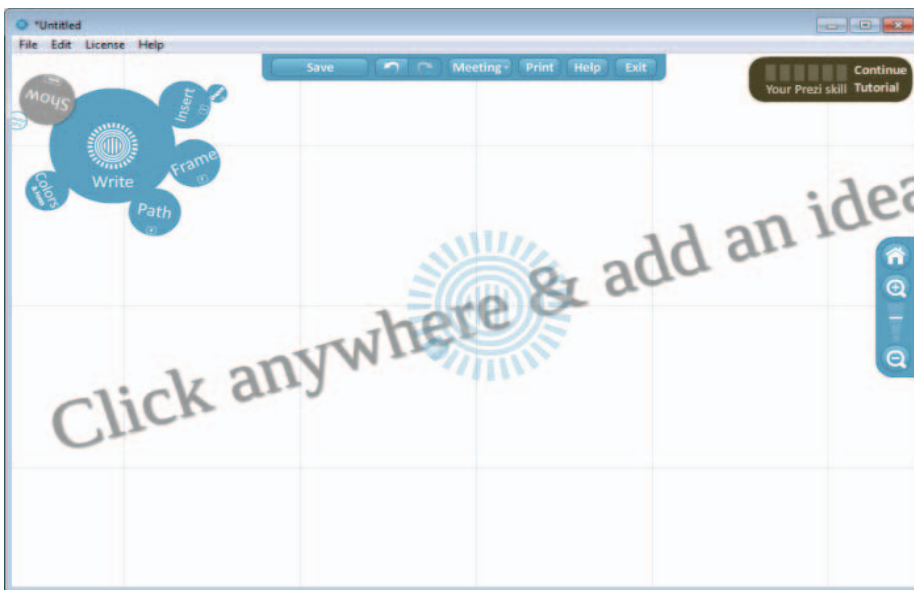 *Untitled
File Edit License Help
Save Meeting Print Help Exit
Continue
Your Prezi skill Tutorial
Show
Insert
Frame
Write
Colors
Path
Click anywhere & add an idea